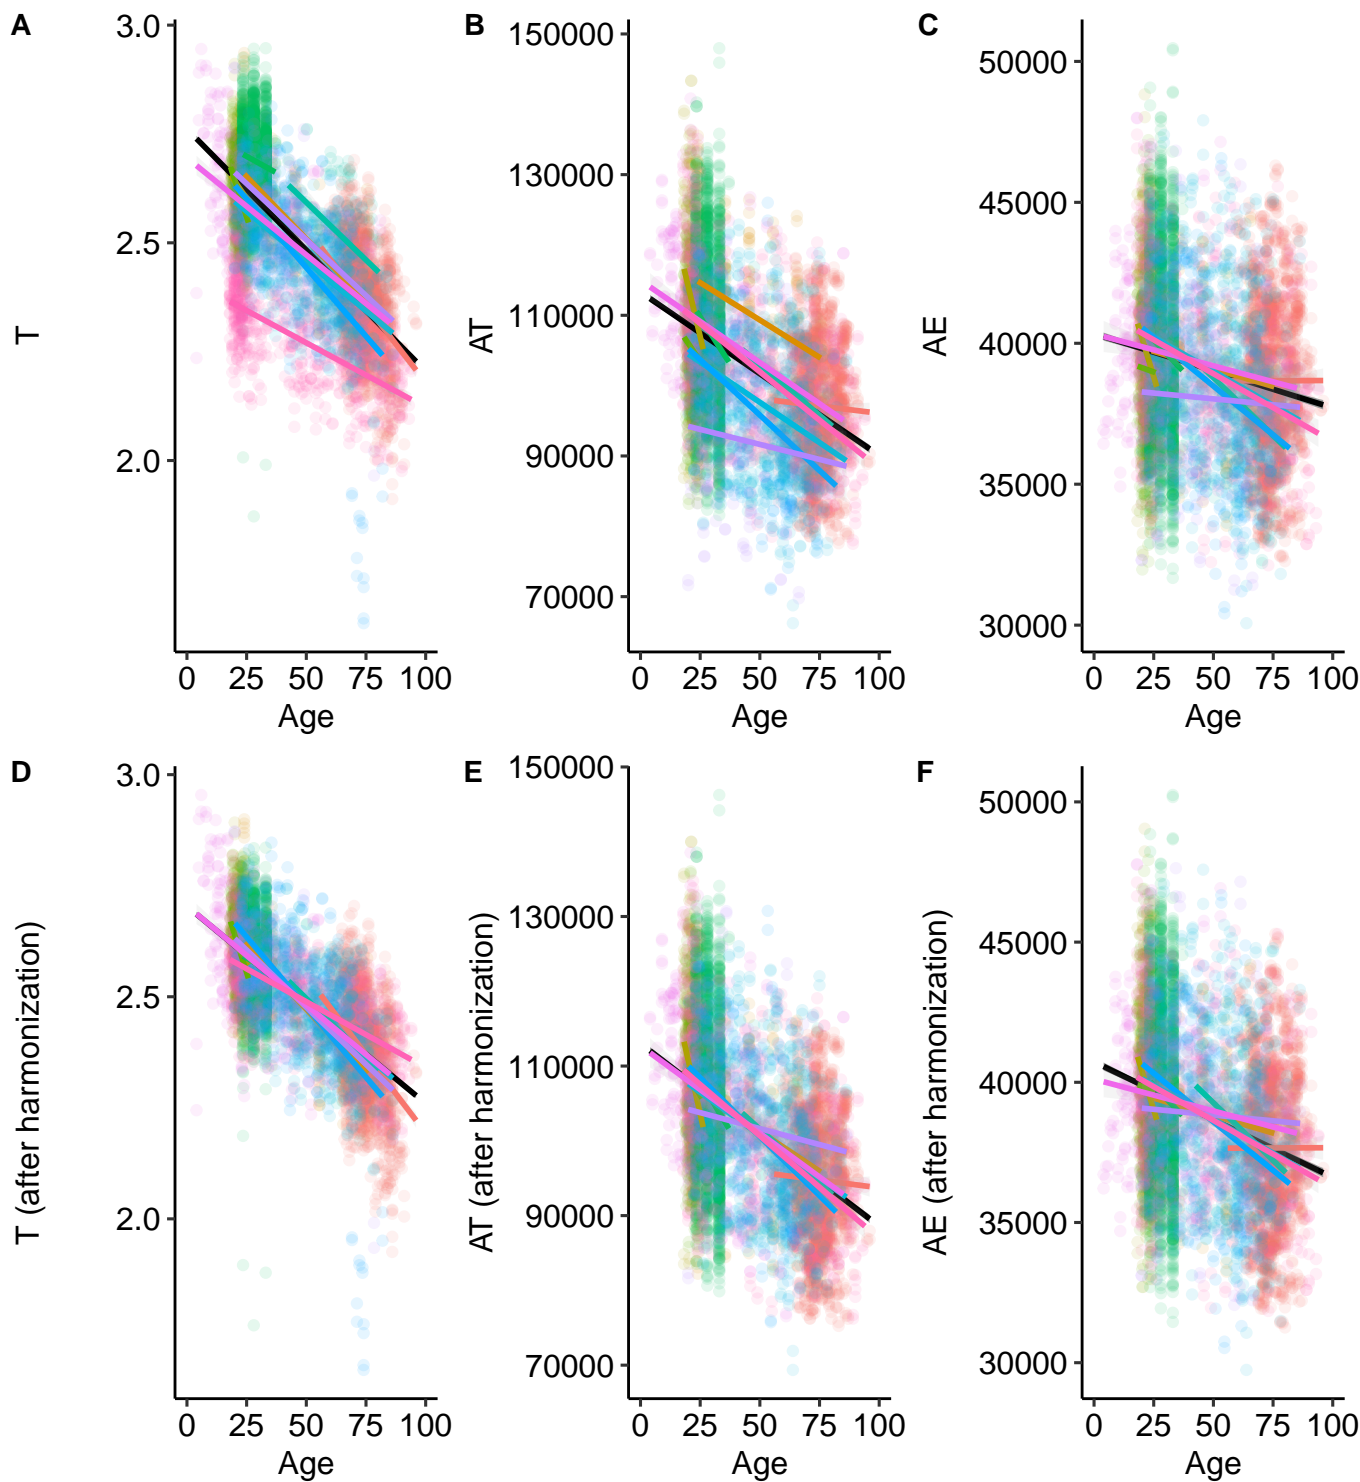 A
T
3.0
2.5
2.0
0 25 50 75 100
Age
B
AT
150000
130000
110000
90000
70000
0 25 50 75 100
Age
C
AE
50000
45000
40000
35000
30000
0 25 50 75 100
Age
D
T (after harmonization)
3.0
2.5
2.0
0 25 50 75 100
Age
E
AT (after harmonization)
150000
130000
110000
90000
70000
0 25 50 75 100
Age
F
AE (after harmonization)
50000
45000
40000
35000
30000
0 25 50 75 100
Age